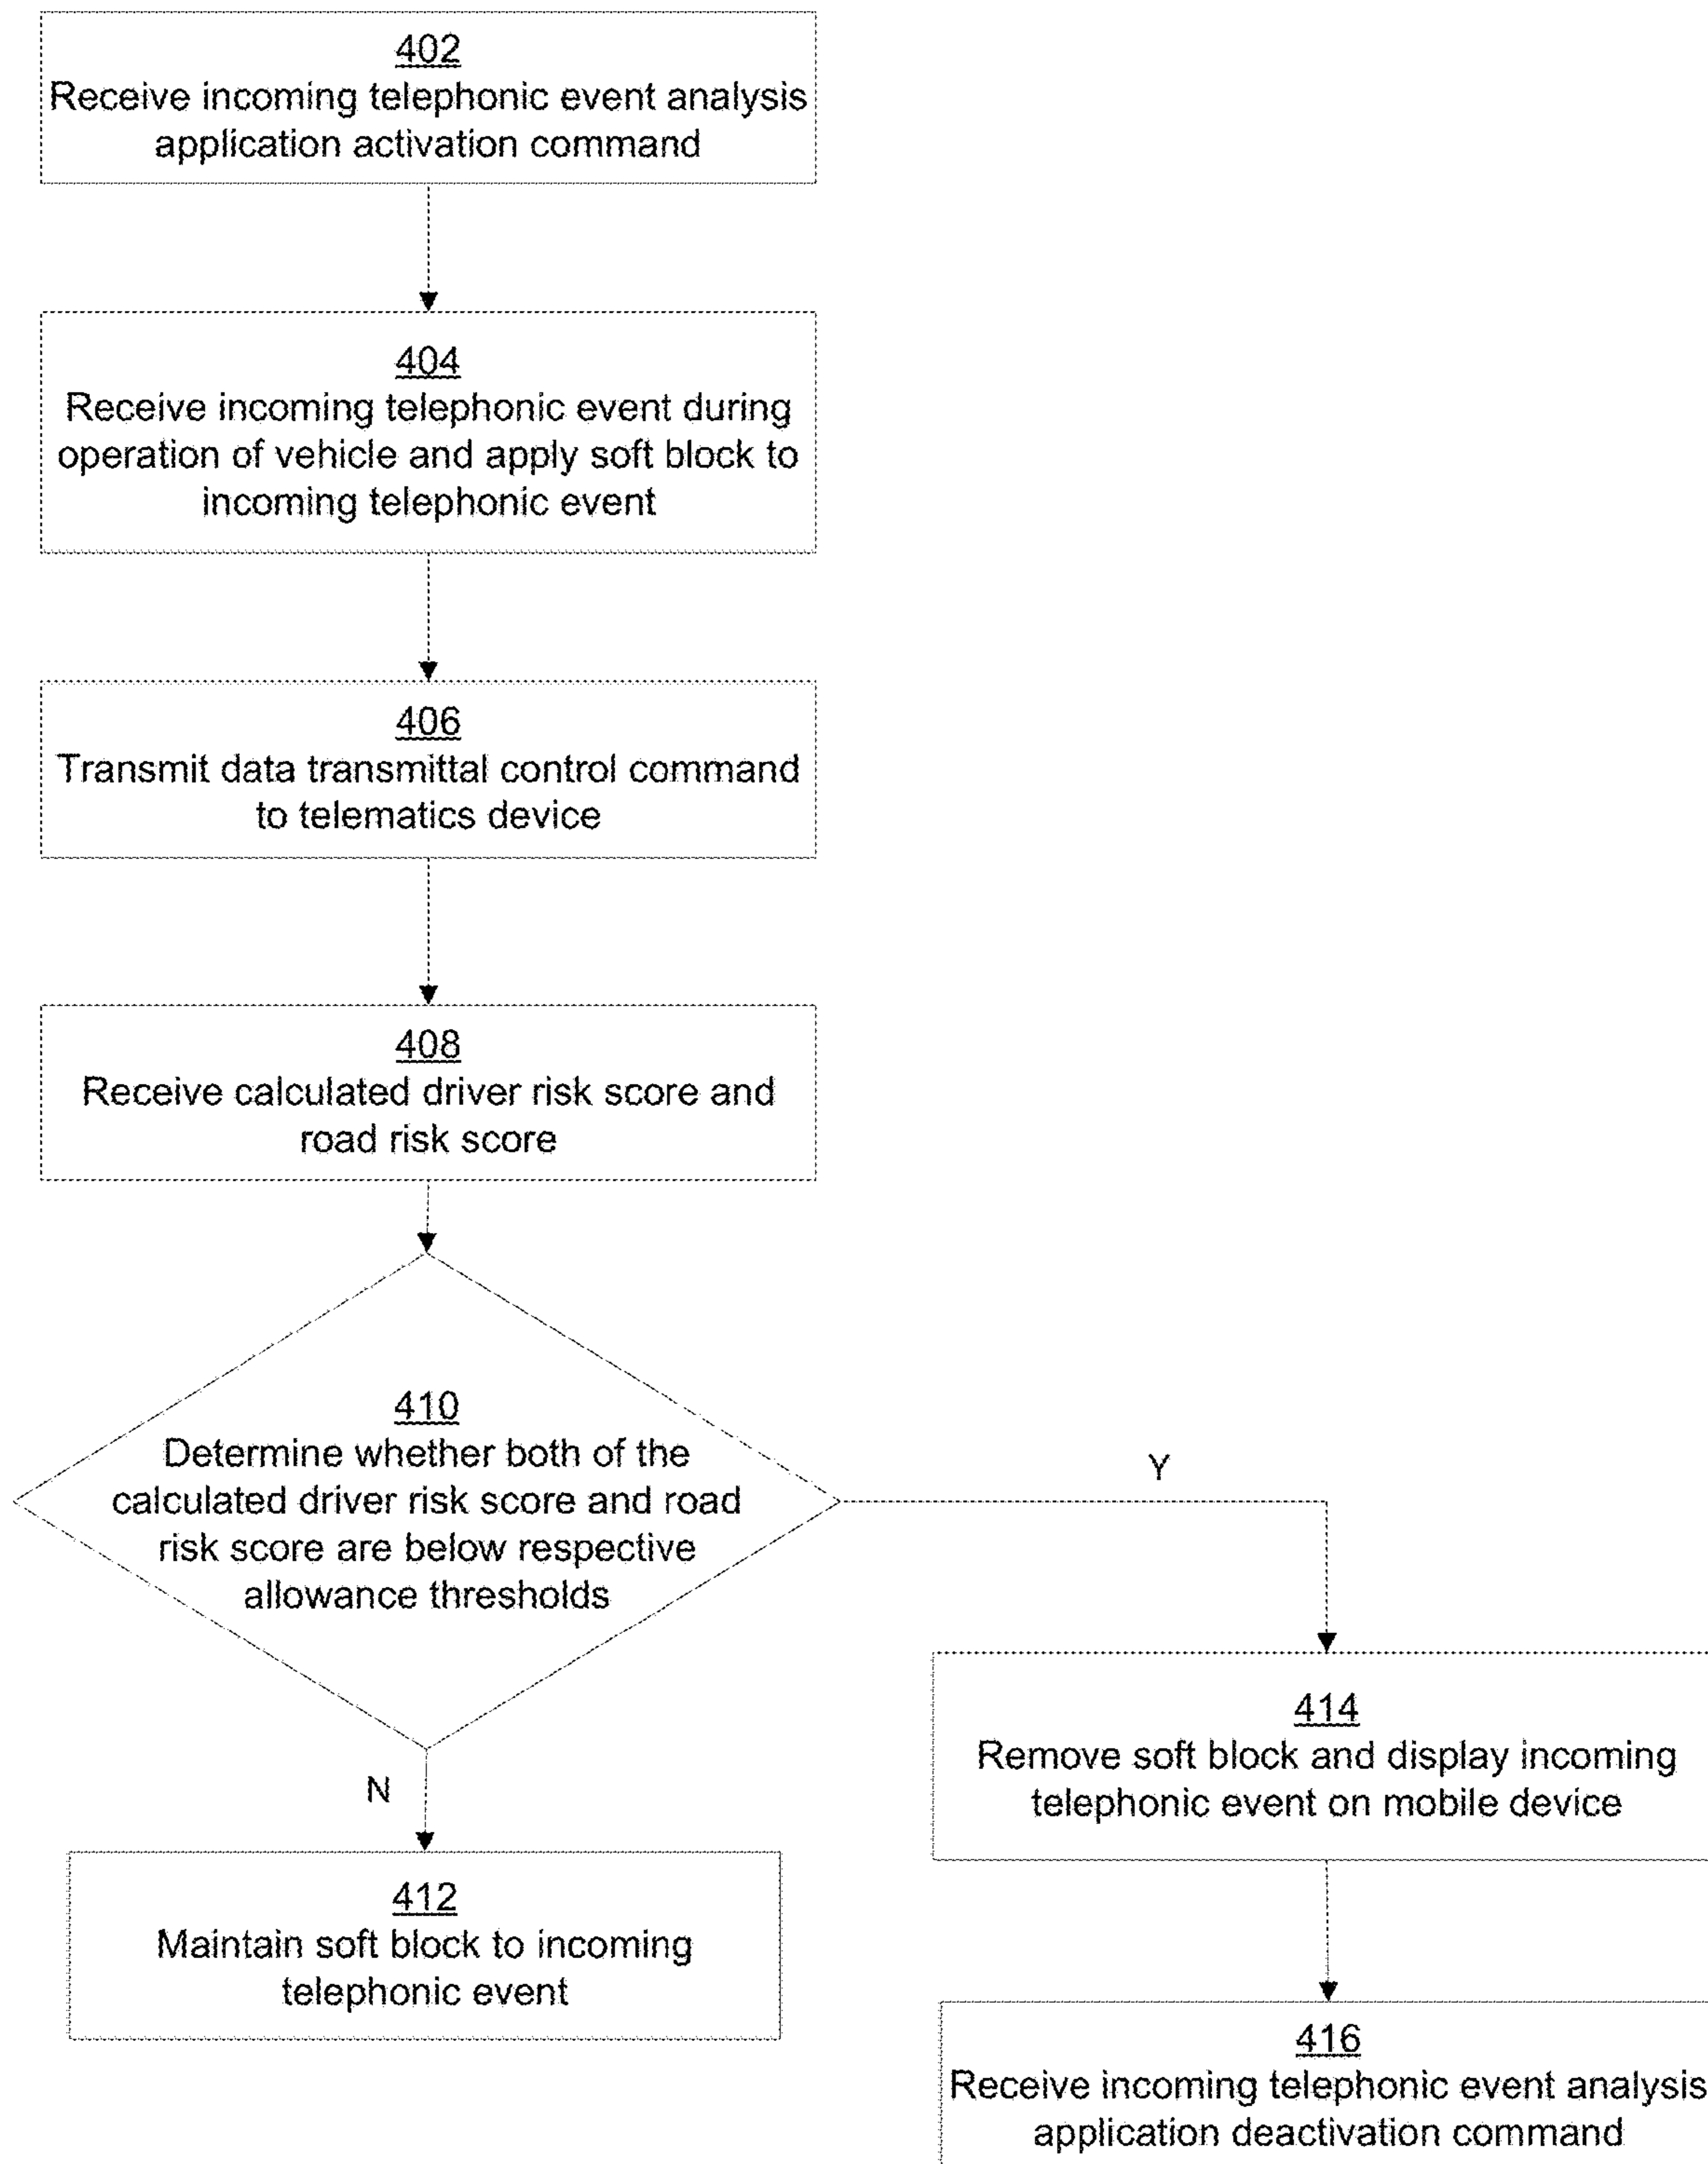 402
Receive incoming telephonic event analysis
application activation command
404
Receive incoming telephonic event during
operation of vehicle and apply soft block to
incoming telephonic event
406
Transmit data transmittal control command
to telematics device
408
Receive calculated driver risk score and
road risk score
410
Determine whether both of the
calculated driver risk score and road
risk score are below respective
allowance thresholds
Y
N
412
Maintain soft block to incoming
telephonic event
414
Remove soft block and display incoming
telephonic event on mobile device
416
Receive incoming telephonic event analysis
application deactivation command